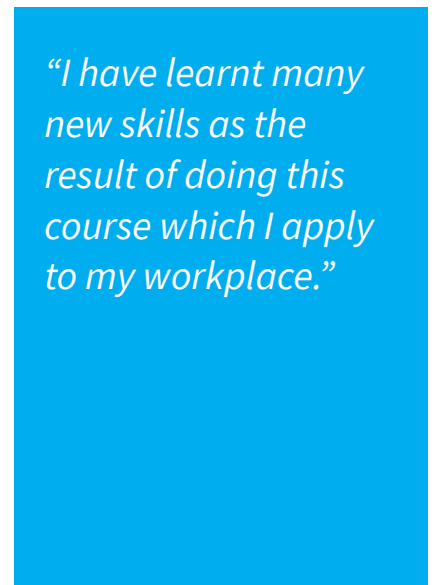 “I have learnt many
new skills as the
result of doing this
course which I apply
to my workplace.”